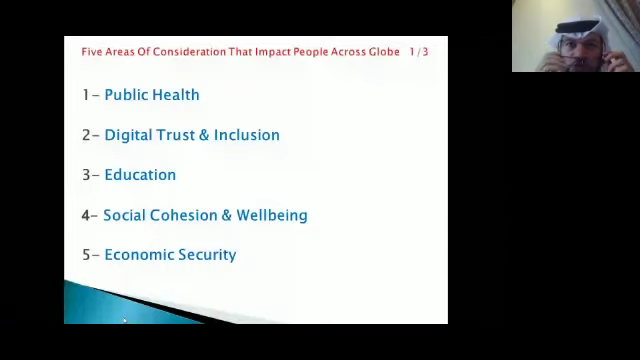 Five Areas Of Consideration That Impact People Across Globe 1/3
1- Public Health
2- Digital Trust & Inclusion
3- Education
4- Social Cohesion & Wellbeing
5- Economic Security